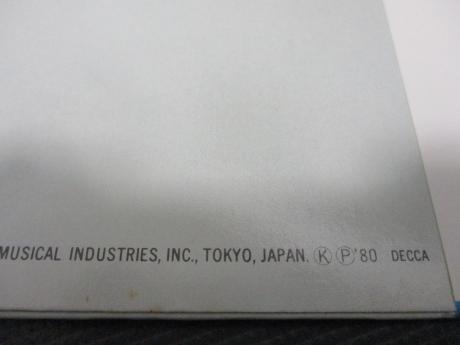 MUSICAL INDUSTRIES, INC., TOKYO, JAPAN. Ⓚ Ⓟ'80 DECCA